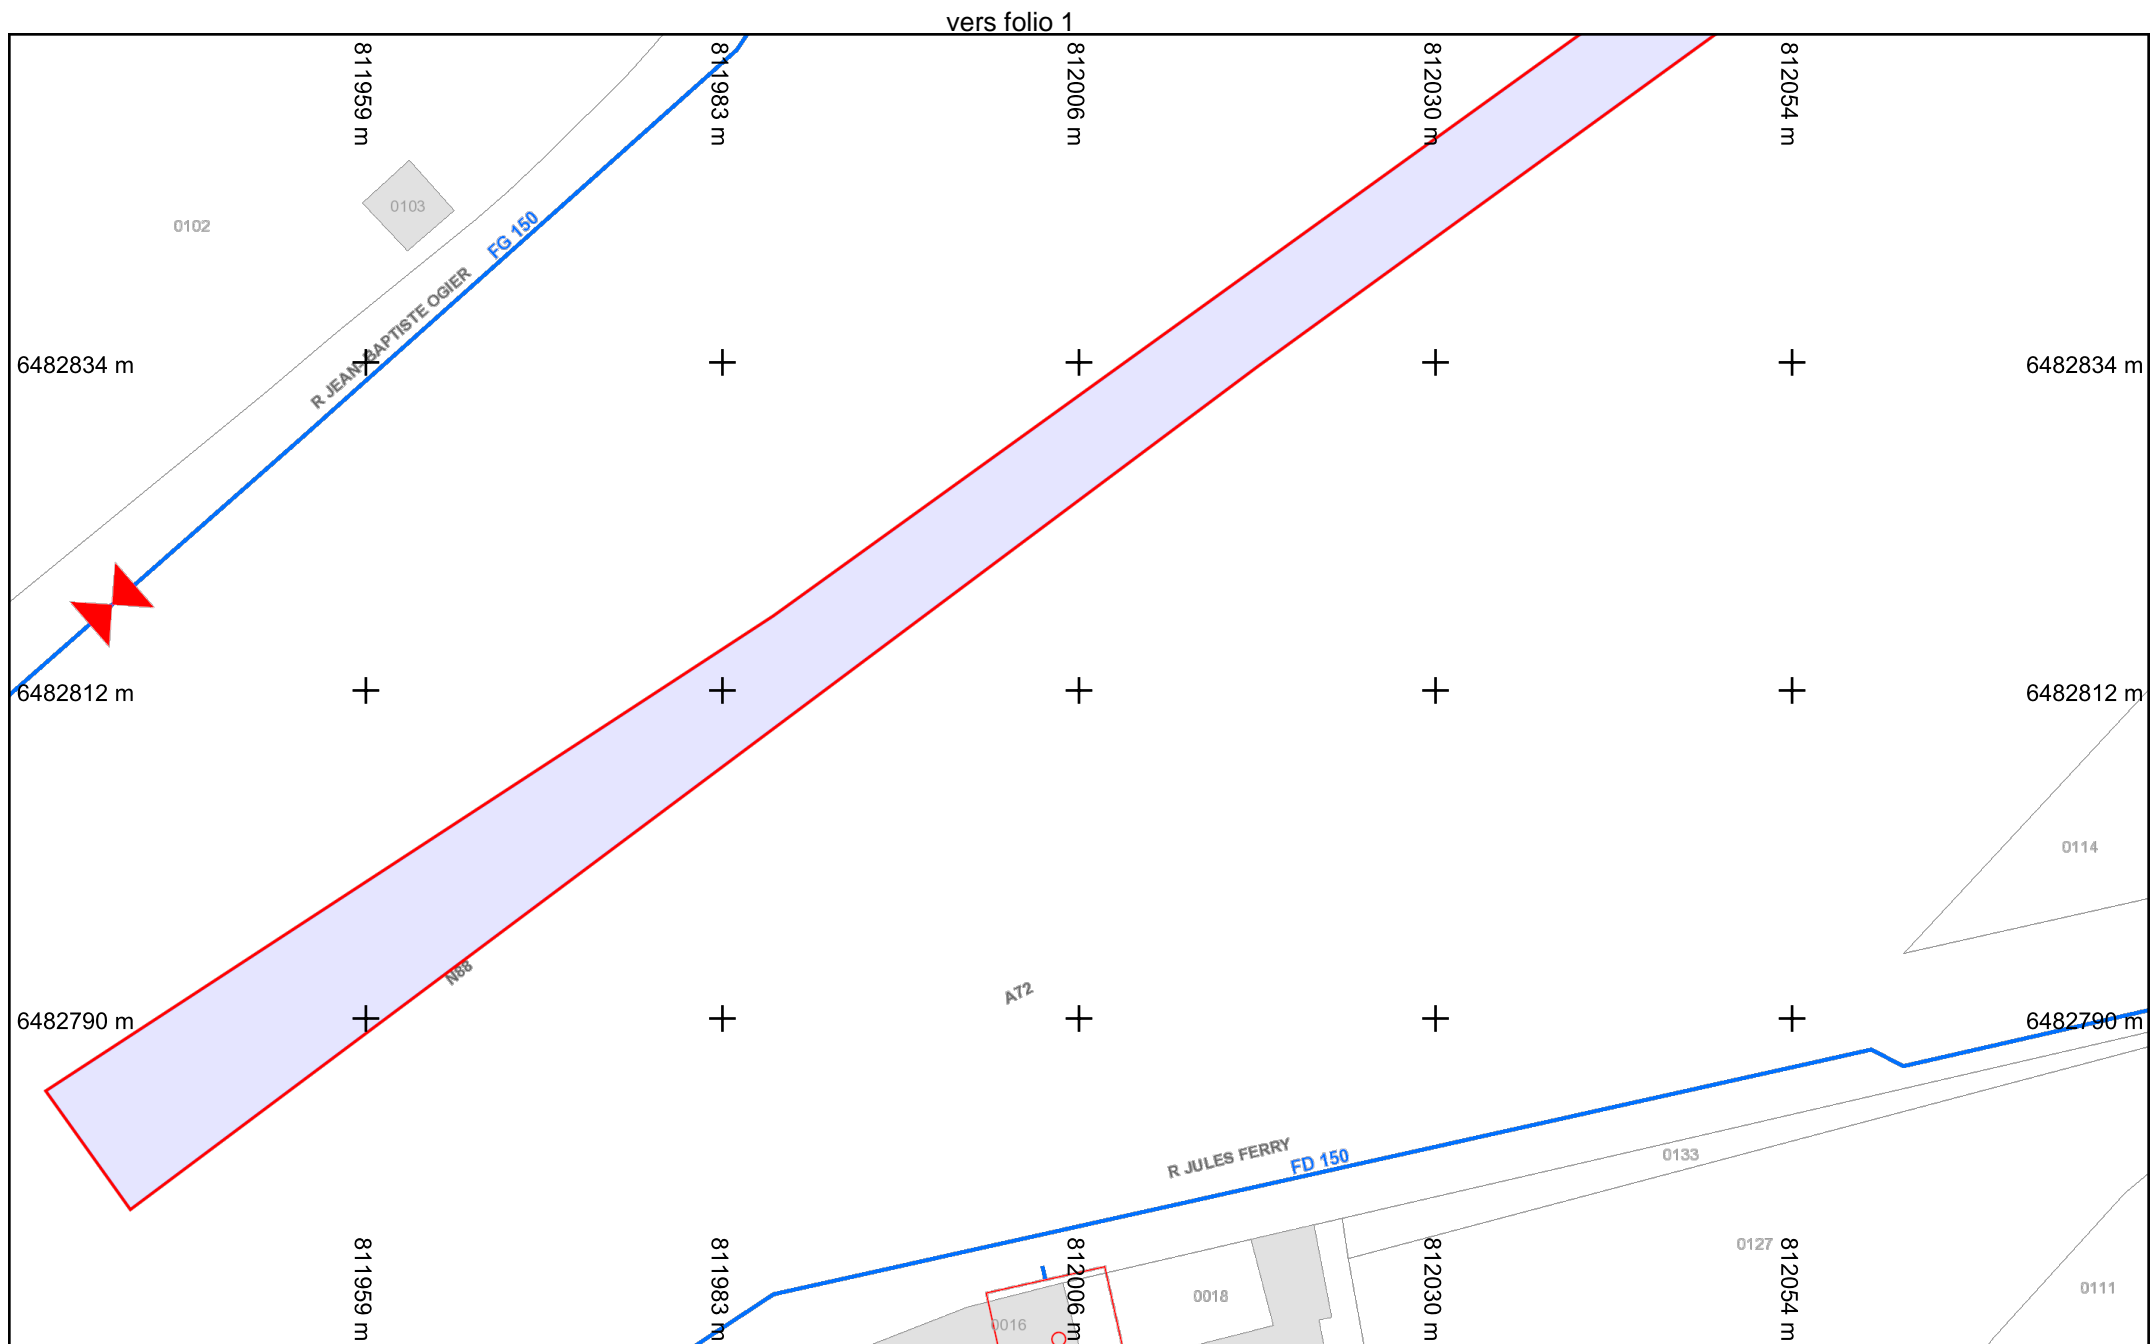 vers folio 1
811959 m
811983 m
812006 m
812030 m
812054 m
0103
0102
FG 150
R JEAN-BAPTISTE OGIER
6482834 m
6482834 m
6482812 m
6482812 m
0114
N88
A72
6482790 m
6482790 m
R JULES FERRY
FD 150
0133
0127
811959 m
811983 m
812006 m
812030 m
812054 m
0018
0111
0016